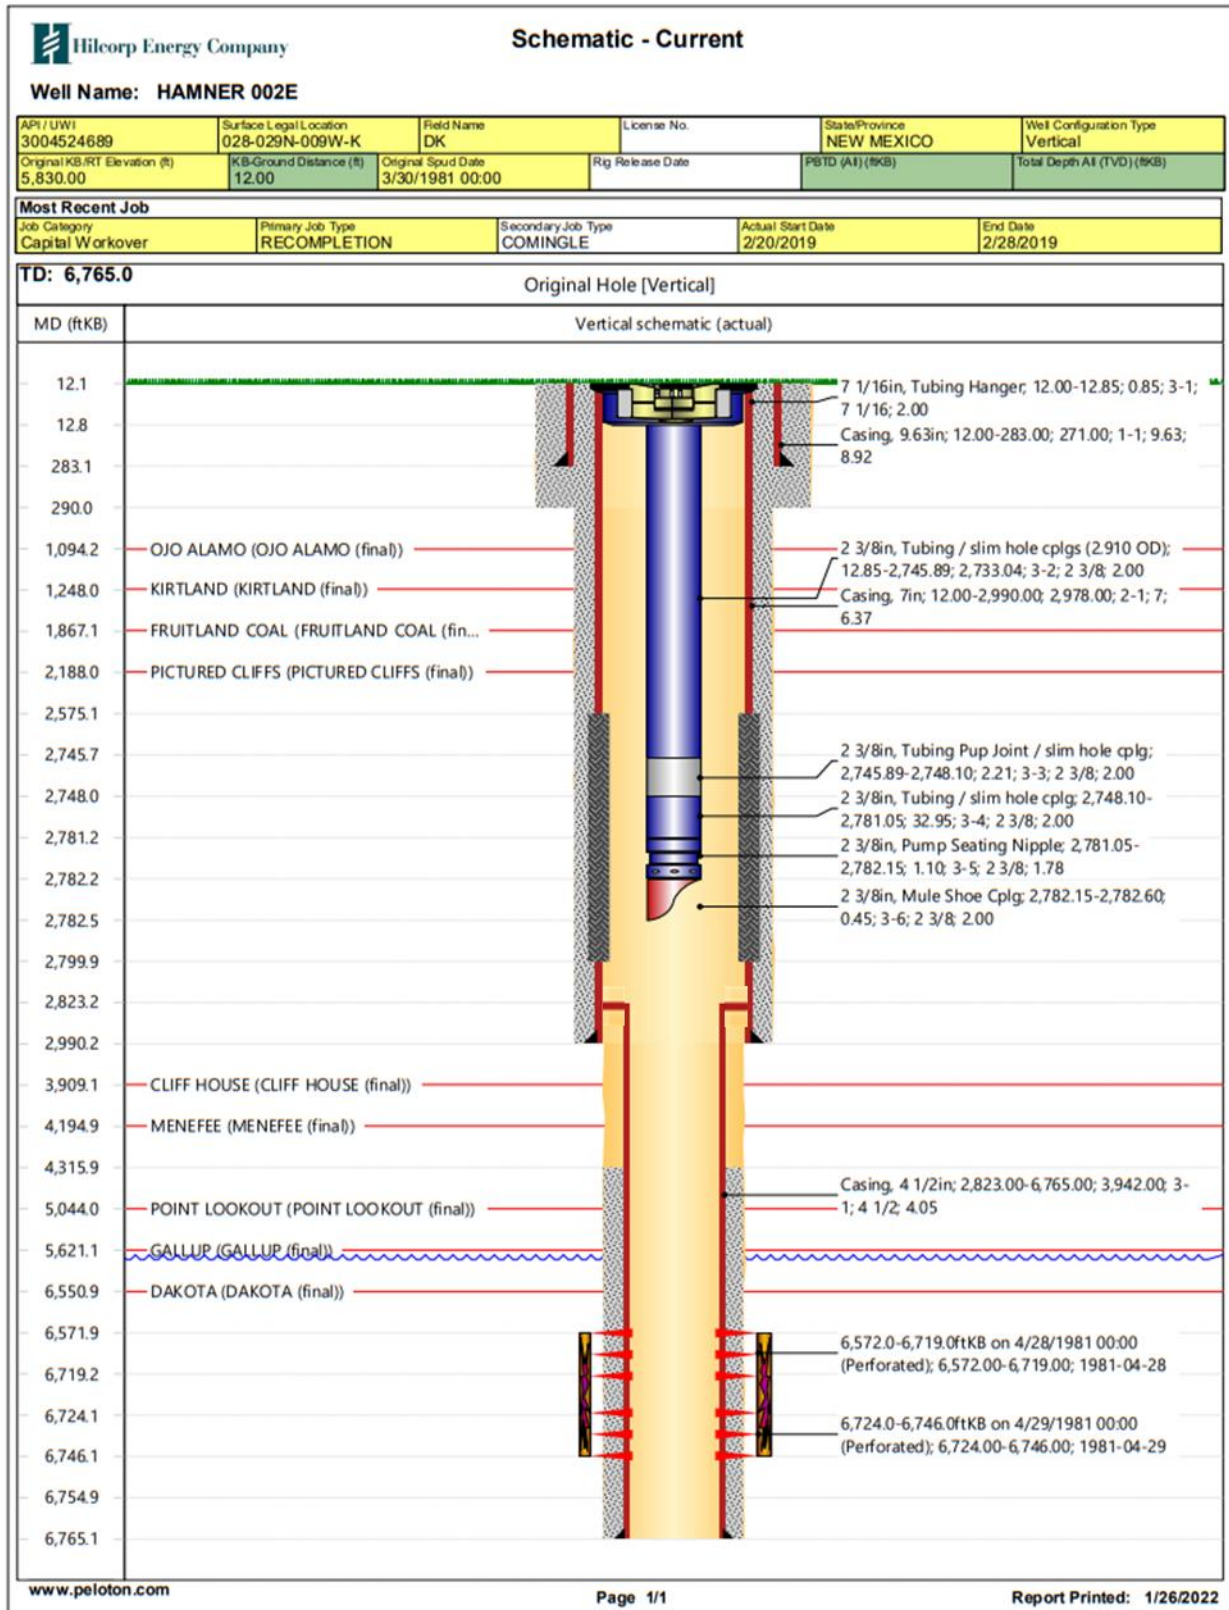 Hilcorp Energy Company
Schematic - Current
Well Name: HAMNER 002E
API / UWI
3004524689
Surface Legal Location
028-029N-009W-K
Field Name
DK
License No.
State/Province
NEW MEXICO
Well Configuration Type
Vertical
Original KB/RT Elevation (ft)
5,830.00
KB-Ground Distance (ft)
12.00
Original Spud Date
3/30/1981 00:00
Rig Release Date
PBTD (All) (ftKB)
Total Depth All (TVD) (ftKB)
Most Recent Job
Job Category
Capital Workover
Primary Job Type
RECOMPLETION
Secondary Job Type
COMINGLE
Actual Start Date
2/20/2019
End Date
2/28/2019
TD: 6,765.0
Original Hole [Vertical]
MD (ftKB)
Vertical schematic (actual)
12.1
7 1/16in, Tubing Hanger; 12.00-12.85; 0.85; 3-1;
7 1/16; 2.00
12.8
Casing, 9.63in; 12.00-283.00; 271.00; 1-1; 9.63;
8.92
283.1
290.0
1,094.2
OJO ALAMO (OJO ALAMO (final))
2 3/8in, Tubing / slim hole cplgs (2.910 OD);
12.85-2,745.89; 2,733.04; 3-2; 2 3/8; 2.00
1,248.0
KIRTLAND (KIRTLAND (final))
Casing, 7in; 12.00-2,990.00; 2,978.00; 2-1; 7;
6.37
1,867.1
FRUITLAND COAL (FRUITLAND COAL (fin...
2,188.0
PICTURED CLIFFS (PICTURED CLIFFS (final))
2,575.1
2,745.7
2 3/8in, Tubing Pup Joint / slim hole cplg;
2,745.89-2,748.10; 2.21; 3-3; 2 3/8; 2.00
2,748.0
2 3/8in, Tubing / slim hole cplg; 2,748.10-
2,781.05; 32.95; 3-4; 2 3/8; 2.00
2,781.2
2 3/8in, Pump Seating Nipple; 2,781.05-
2,782.15; 1.10; 3-5; 2 3/8; 1.78
2,782.2
2 3/8in, Mule Shoe Cplg; 2,782.15-2,782.60;
0.45; 3-6; 2 3/8; 2.00
2,782.5
2,799.9
2,823.2
2,990.2
3,909.1
CLIFF HOUSE (CLIFF HOUSE (final))
4,194.9
MENEFEE (MENEFEE (final))
4,315.9
Casing, 4 1/2in; 2,823.00-6,765.00; 3,942.00; 3-
1; 4 1/2; 4.05
5,044.0
POINT LOOKOUT (POINT LOOKOUT (final))
5,621.1
GALLUP (GALLUP (final))
6,550.9
DAKOTA (DAKOTA (final))
6,571.9
6,572.0-6,719.0ftKB on 4/28/1981 00:00
(Perforated); 6,572.00-6,719.00; 1981-04-28
6,719.2
6,724.1
6,724.0-6,746.0ftKB on 4/29/1981 00:00
(Perforated); 6,724.00-6,746.00; 1981-04-29
6,746.1
6,754.9
6,765.1
www.peloton.com
Page 1/1
Report Printed: 1/26/2022